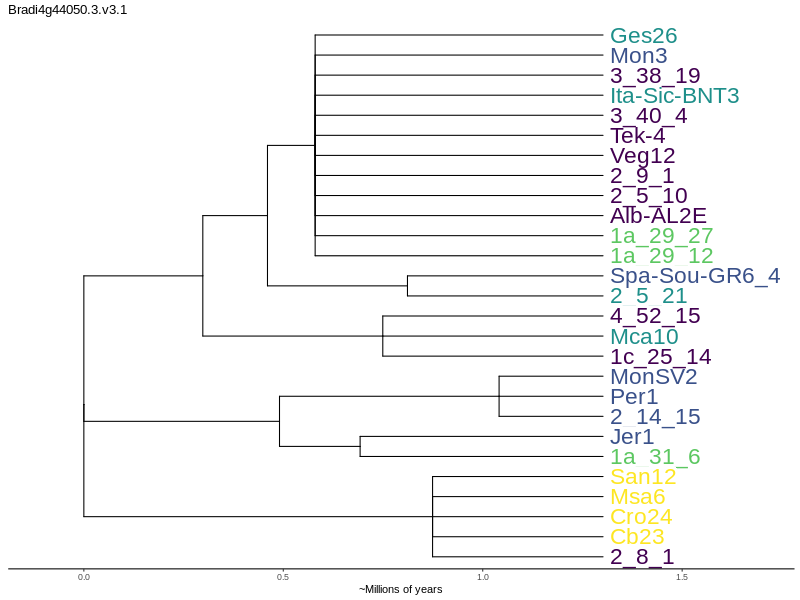 Bradi4g44050.3.v3.1
Ges26
Mon3
3_38_19
Ita-Sic-BNT3
3_40_4
Tek-4
Veg12
2_9_1
2_5_10
Alb-AL2E
1a_29_27
1a_29_12
Spa-Sou-GR6_4
2_5_21
4_52_15
Mca10
1c_25_14
MonSV2
Per1
2_14_15
Jer1
1a_31_6
San12
Msa6
Cro24
Cb23
2_8_1
0.0 0.5 1.0 1.5
~Millions of years